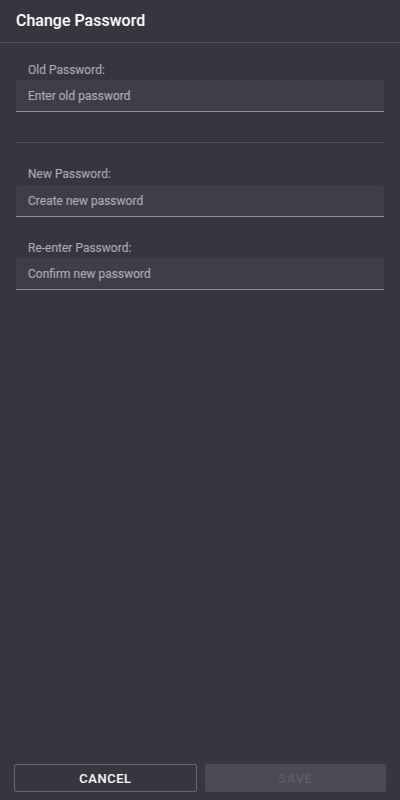 Change Password
Old Password:
Enter old password
New Password:
Create new password
Re-enter Password:
Confirm new password
CANCEL
SAVE